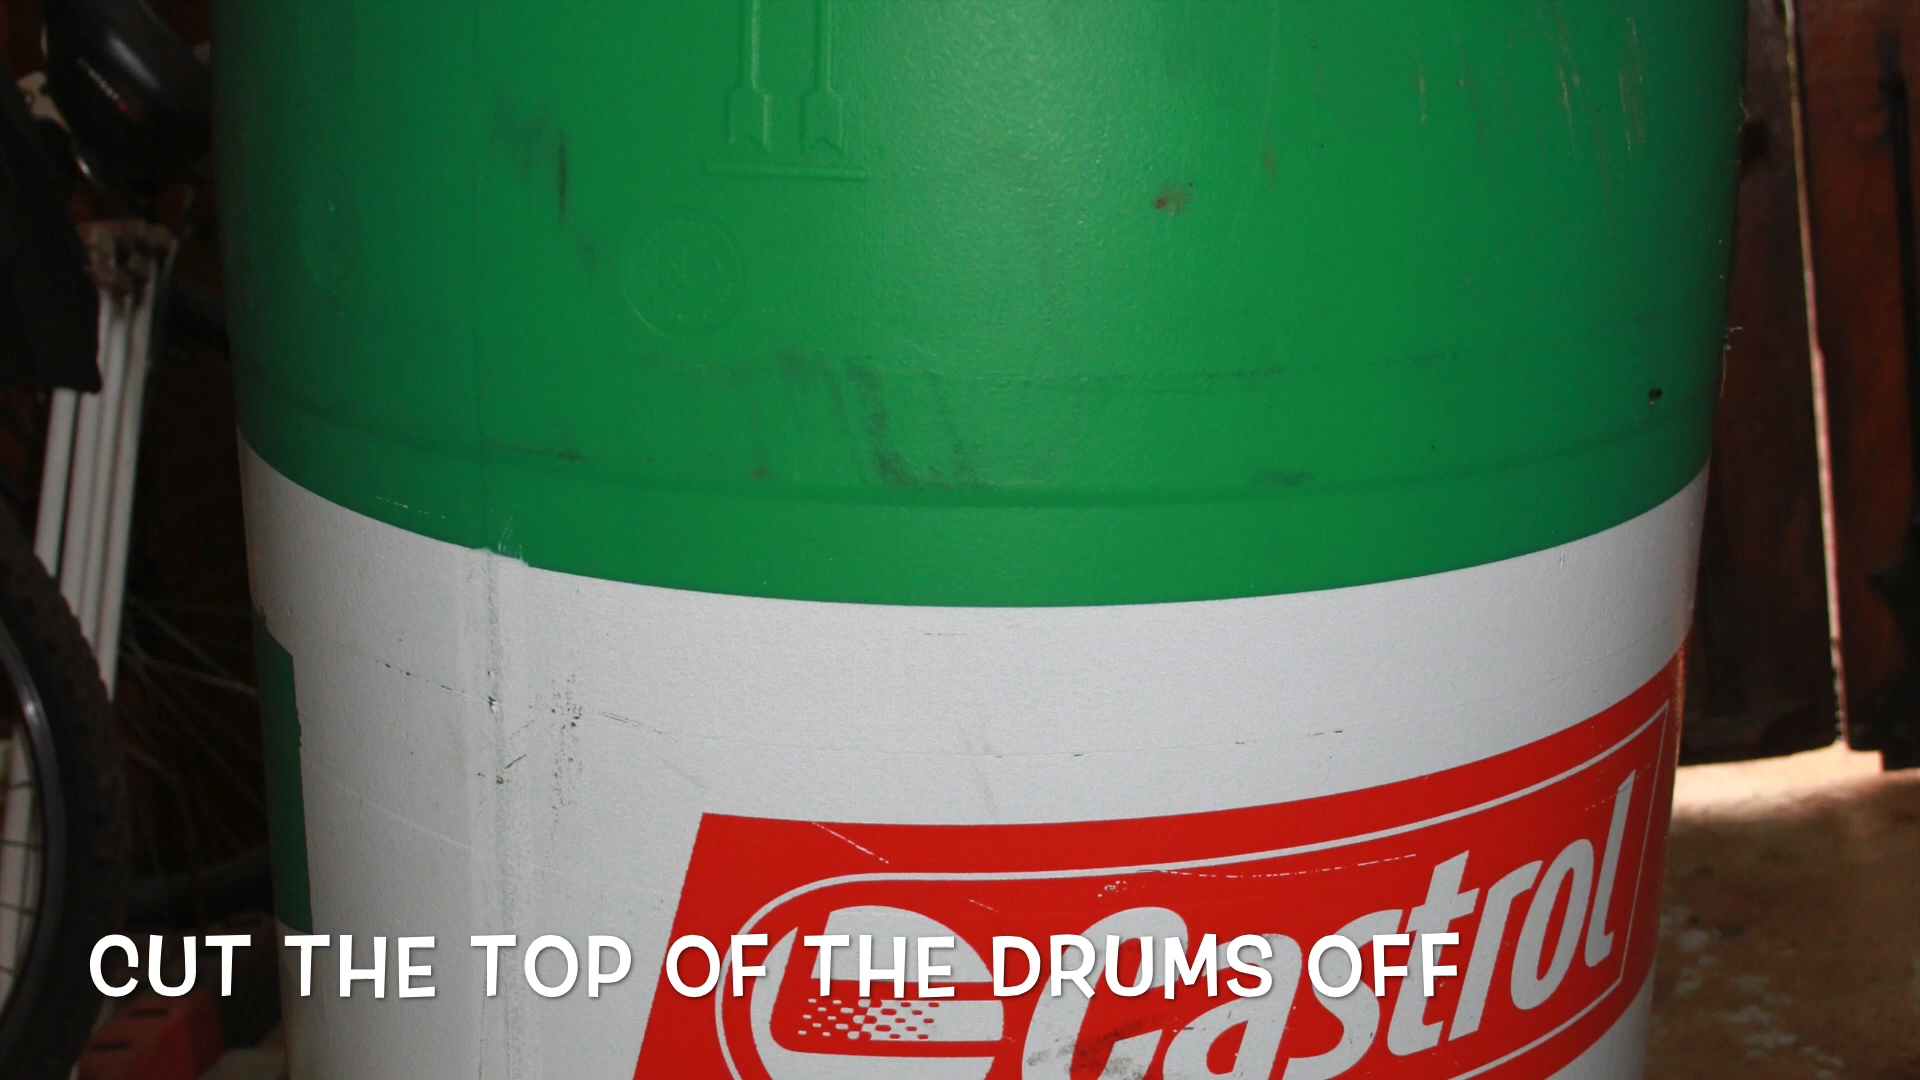 Castrol
CUT THE TOP OF THE DRUMS OFF